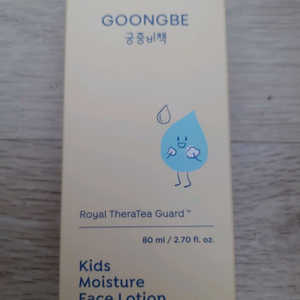 GOONGBE
궁중비책
Royal TheraTea Guard™
80 ml / 2.70 fl. oz.
Kids
Moisture
Face Lotion